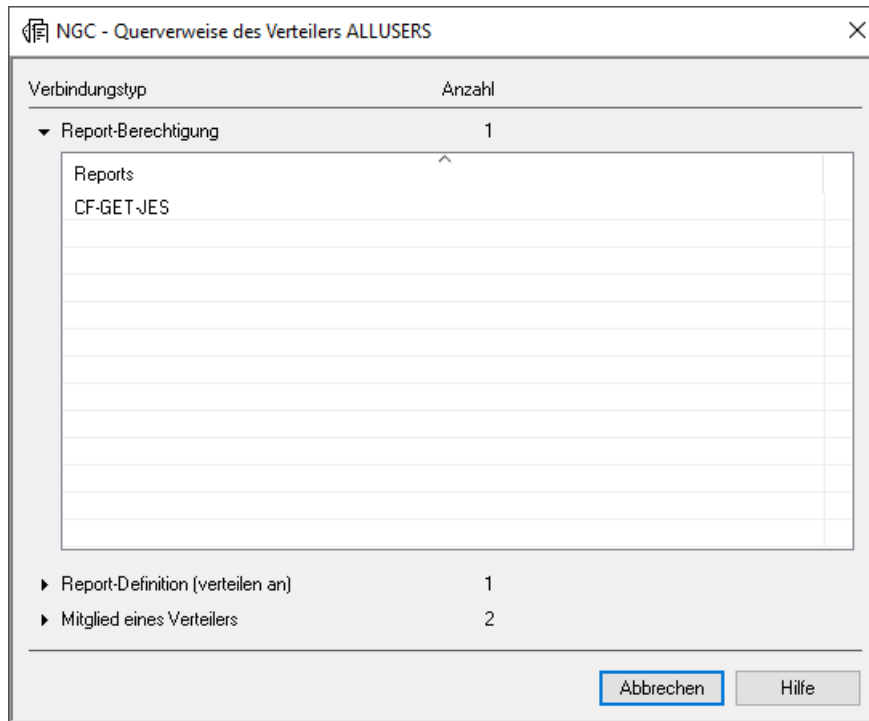 NGC - Querverweise des Verteilers ALLUSERS
Verbindungstyp Anzahl
Report-Berechtigung 1
Reports
CF-GET-JES
Report-Definition (verteilen an) 1
Mitglied eines Verteilers 2
Abbrechen Hilfe